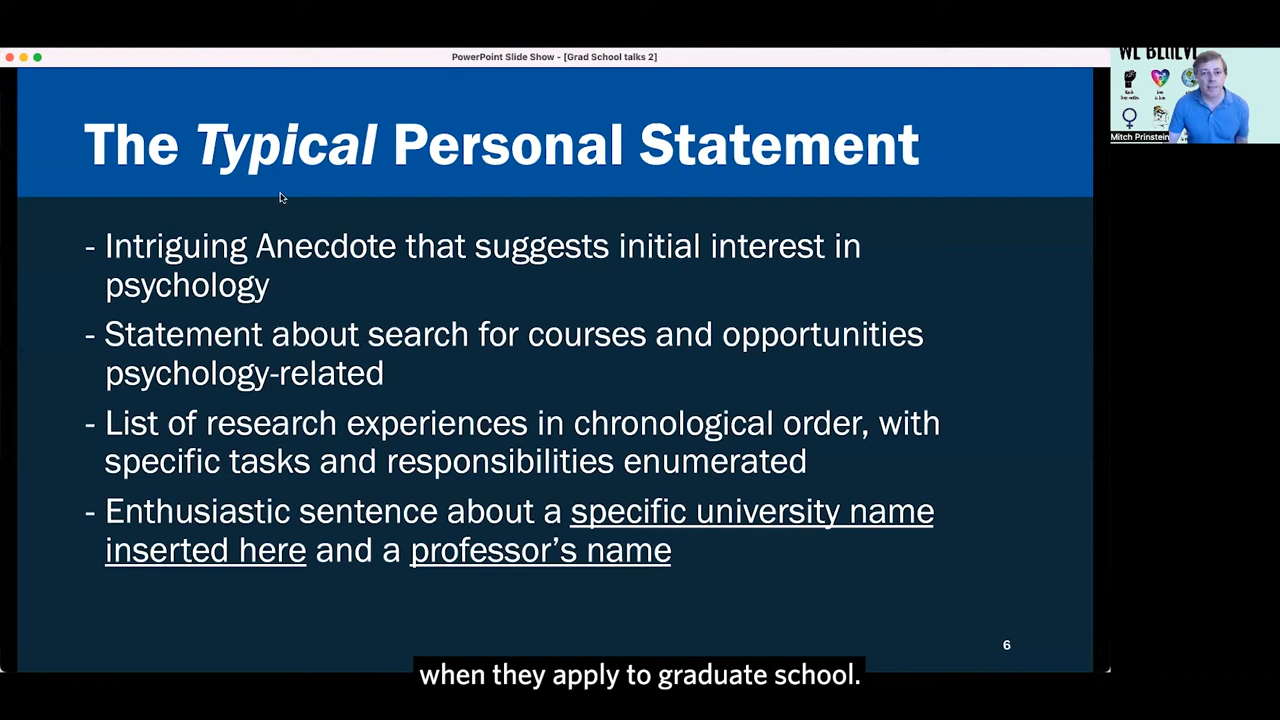 PowerPoint Slide Show - [Grad School talks 2]
WE BELIEVE
Mitch Prinstein
The Typical Personal Statement
- Intriguing Anecdote that suggests initial interest in
psychology
- Statement about search for courses and opportunities
psychology-related
- List of research experiences in chronological order, with
specific tasks and responsibilities enumerated
- Enthusiastic sentence about a specific university name
inserted here and a professor's name
6
when they apply to graduate school.